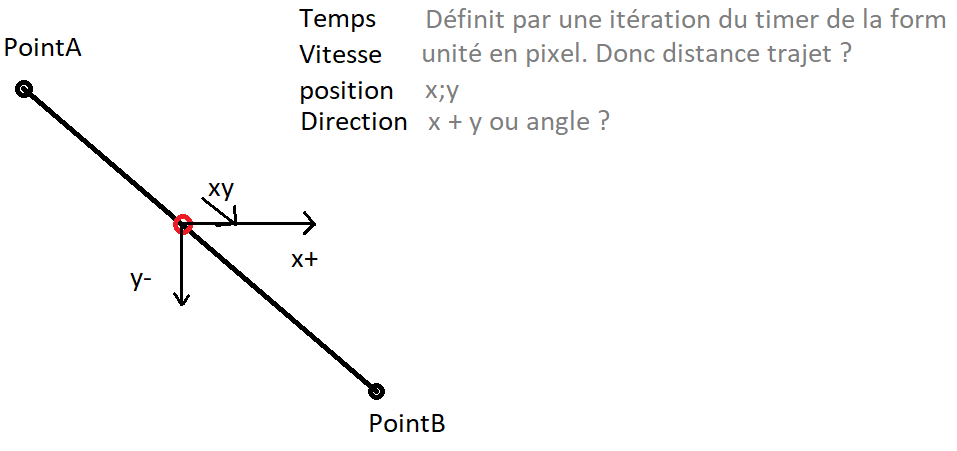 Temps Définit par une itération du timer de la form
PointA
Vitesse unité en pixel. Donc distance trajet ?
position x;y
Direction x + y ou angle ?
xy
x+
y-
PointB